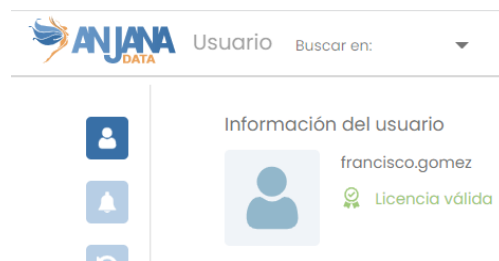 ANJANA
DATA
Usuario
Buscar en:
Información del usuario
francisco.gomez
Licencia válida